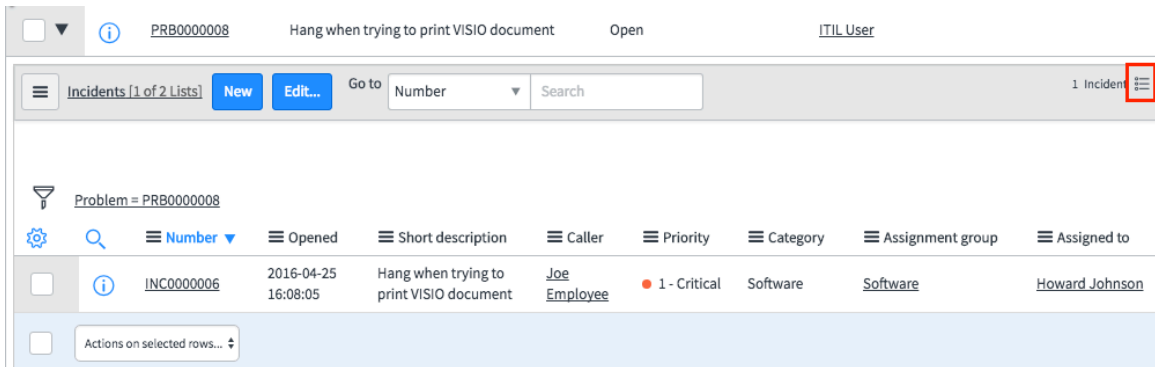 PRB0000008 Hang when trying to print VISIO document Open ITIL User
Incidents [1 of 2 Lists] New Edit... Go to Number Search 1 Incident
Problem = PRB0000008
Number Opened Short description Caller Priority Category Assignment group Assigned to
INC0000006 2016-04-25 Hang when trying to Joe 1 - Critical Software Software Howard Johnson
16:08:05 print VISIO document Employee
Actions on selected rows...